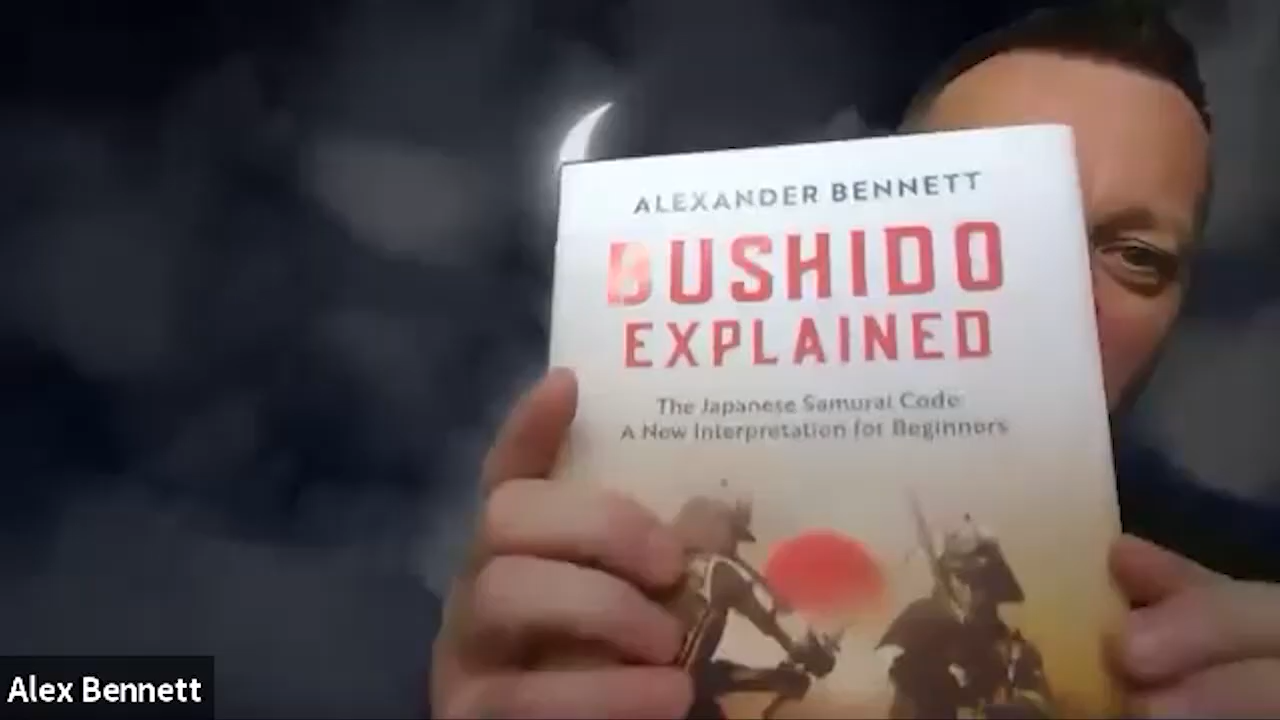 ALEXANDER BENNETT
BUSHIDO
EXPLAINED
The Japanese Samurai Code:
A New Interpretation for Beginners
Alex Bennett